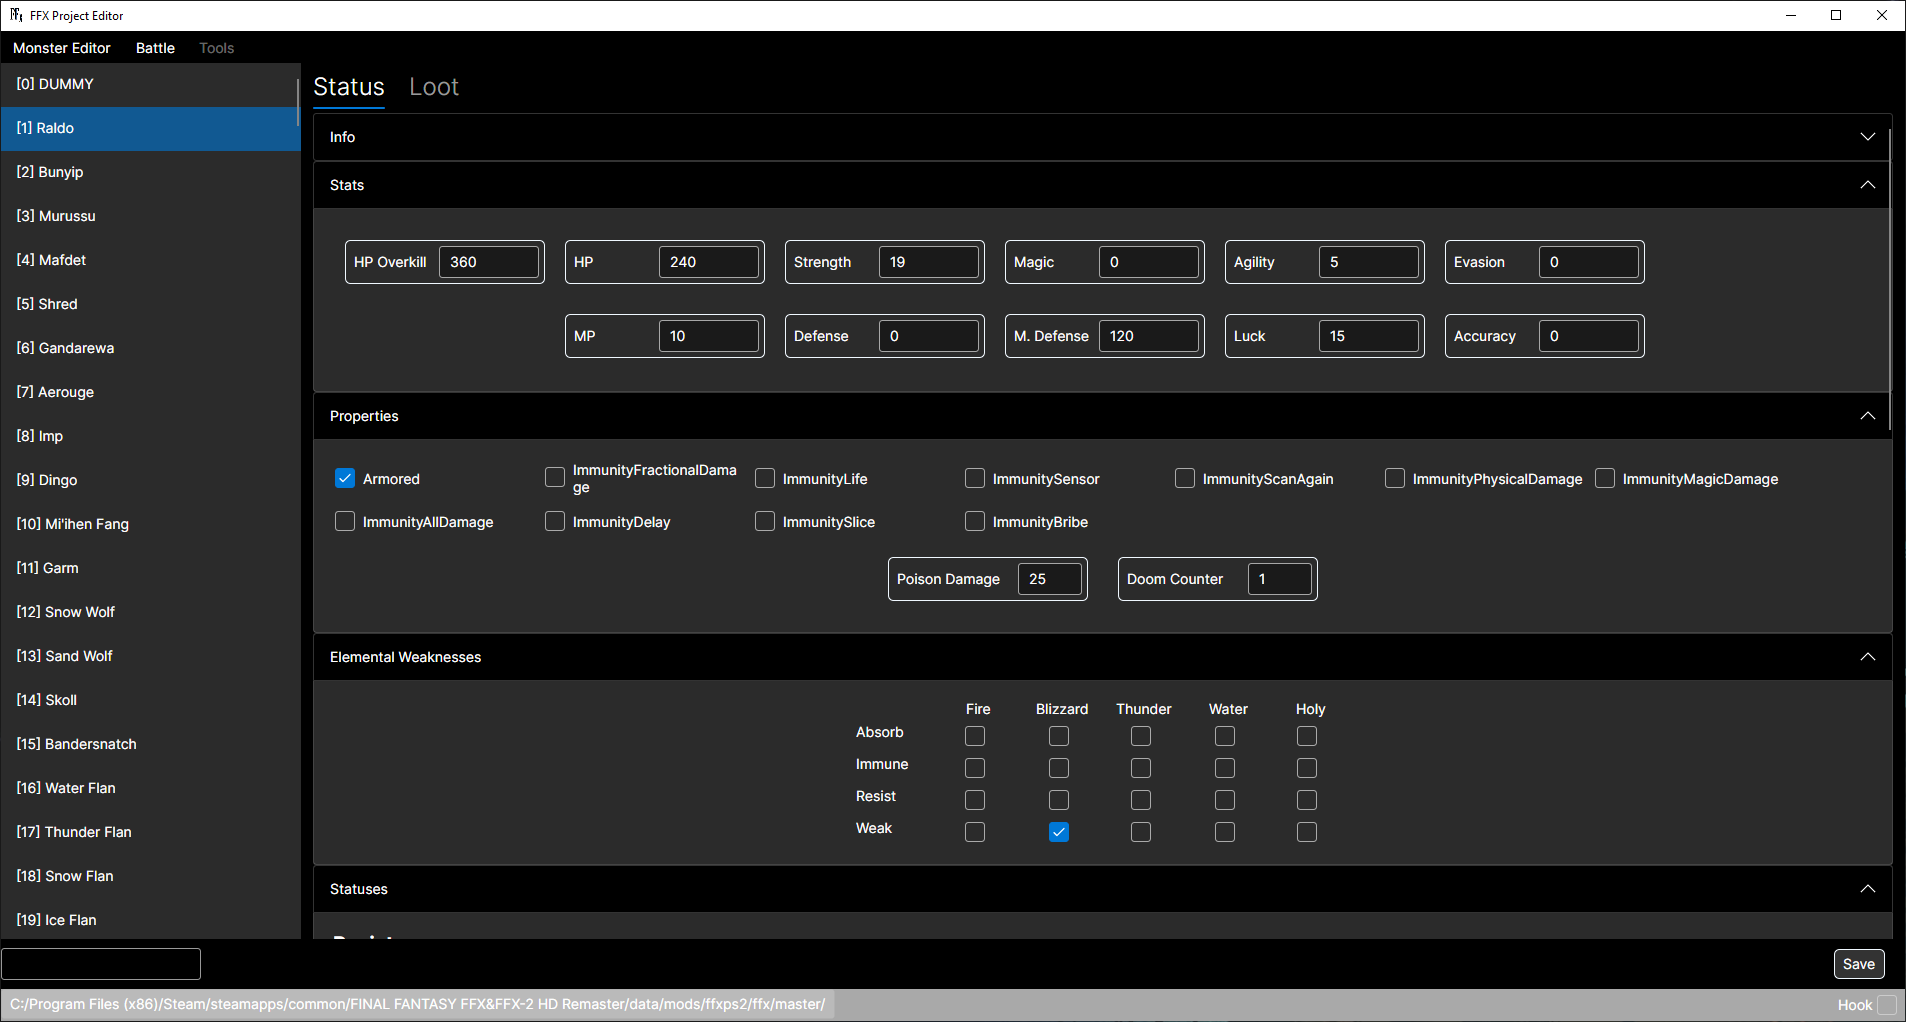 FFX Project Editor
Monster Editor Battle Tools
[0] DUMMY
[1] Raldo
[2] Bunyip
[3] Murussu
[4] Mafdet
[5] Shred
[6] Gandarewa
[7] Aerouge
[8] Imp
[9] Dingo
[10] Mi'ihen Fang
[11] Garm
[12] Snow Wolf
[13] Sand Wolf
[14] Skoll
[15] Bandersnatch
[16] Water Flan
[17] Thunder Flan
[18] Snow Flan
[19] Ice Flan
Status Loot
Info
Stats
HP Overkill 360 HP 240 Strength 19 Magic 0 Agility 5 Evasion 0
MP 10 Defense 0 M. Defense 120 Luck 15 Accuracy 0
Properties
Armored ImmunityFractionalDama
ge ImmunityLife ImmunitySensor ImmunityScanAgain ImmunityPhysicalDamage ImmunityMagicDamage
ImmunityAllDamage ImmunityDelay ImmunitySlice ImmunityBribe
Poison Damage 25 Doom Counter 1
Elemental Weaknesses
Fire Blizzard Thunder Water Holy
Absorb
Immune
Resist
Weak
Statuses
Save
C:/Program Files (x86)/Steam/steamapps/common/FINAL FANTASY FFX&FFX-2 HD Remaster/data/mods/ffxps2/ffx/master/ Hook